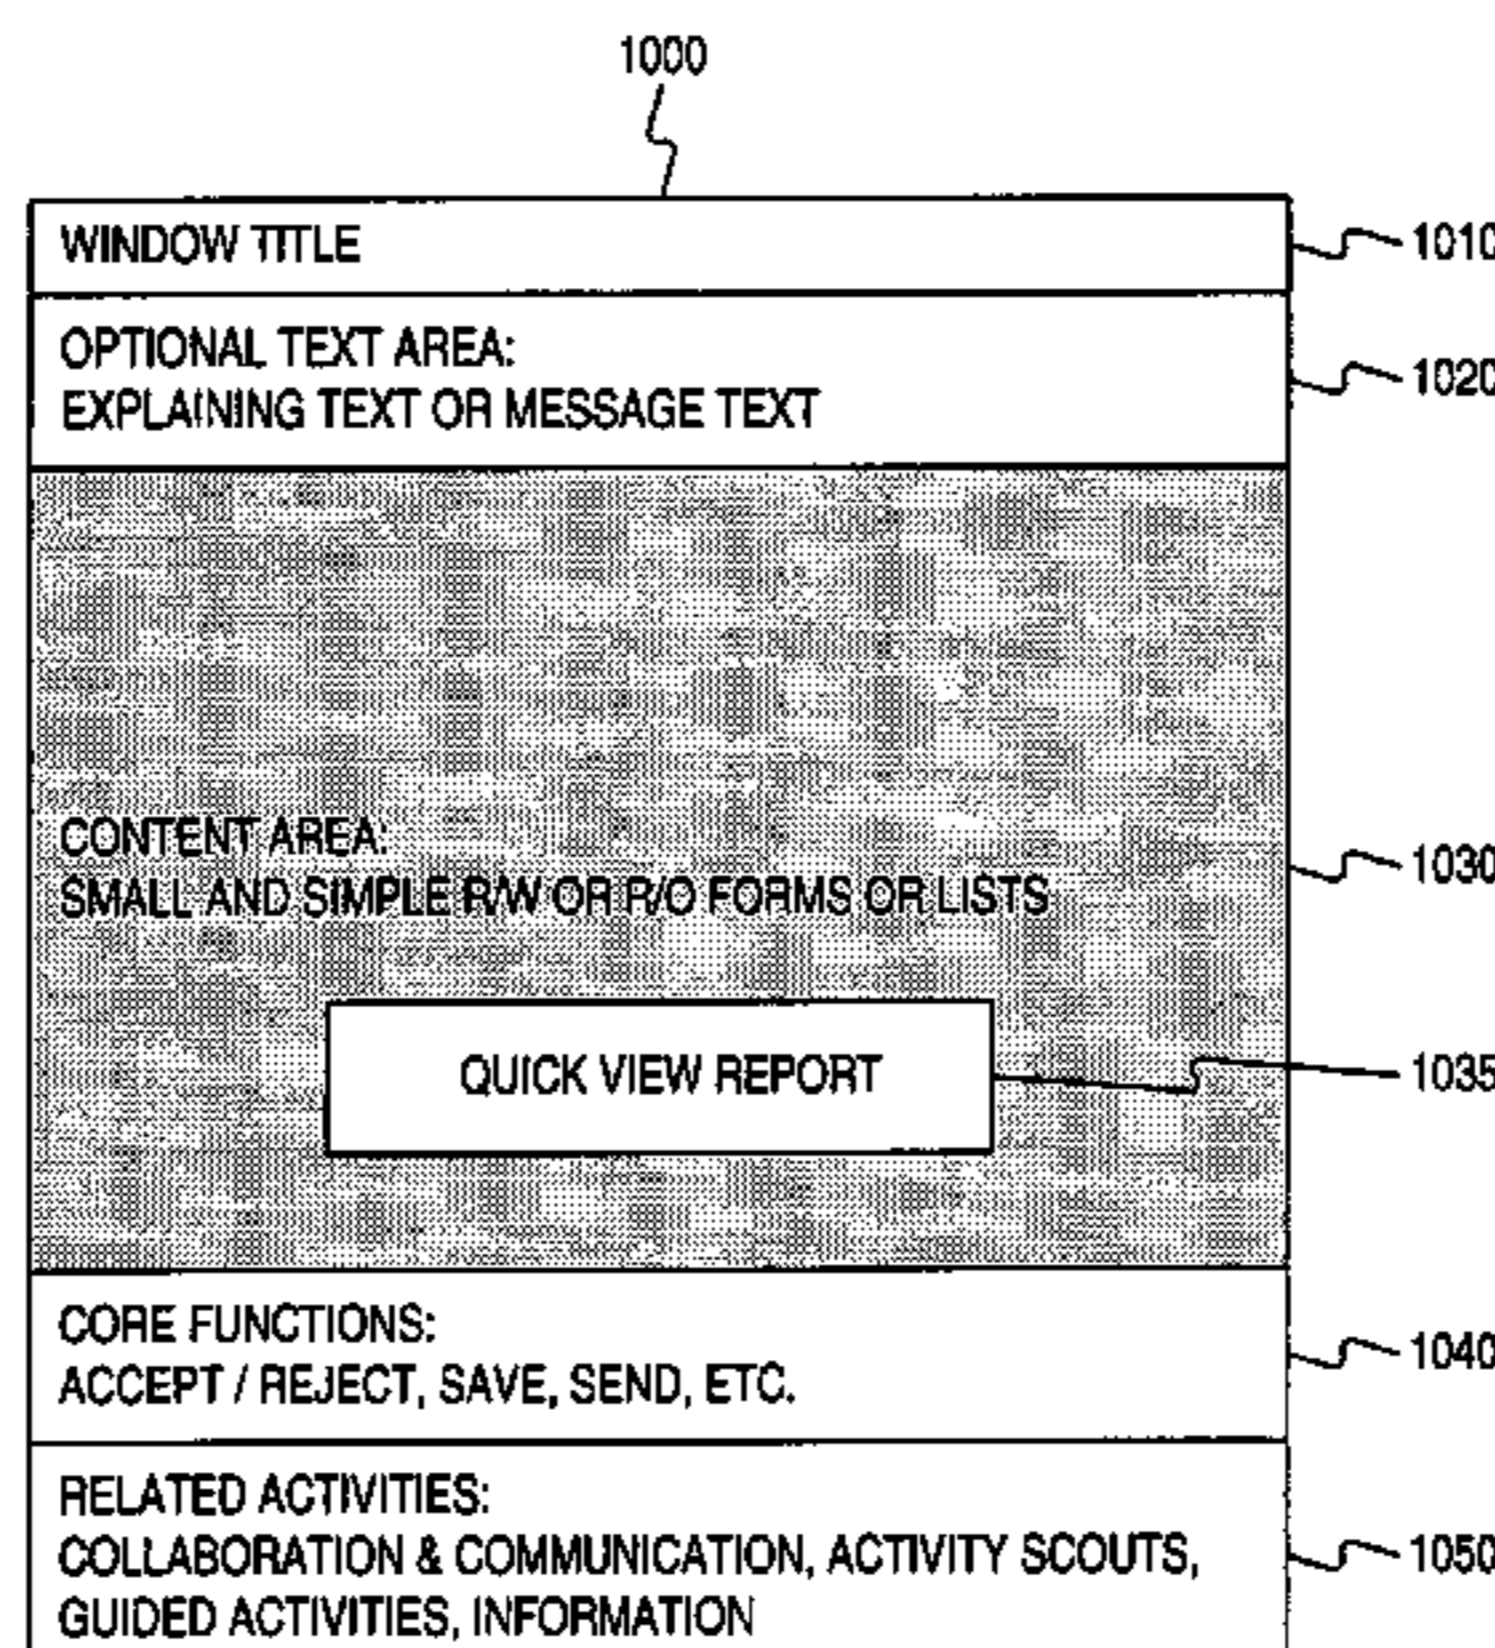 1000
WINDOW TITLE
1010
OPTIONAL TEXT AREA:
EXPLAINING TEXT OR MESSAGE TEXT
1020
CONTENT AREA:
SMALL AND SIMPLE R/W OR R/O FORMS OR LISTS
1030
QUICK VIEW REPORT
1035
CORE FUNCTIONS:
ACCEPT / REJECT, SAVE, SEND, ETC.
1040
RELATED ACTIVITIES:
COLLABORATION & COMMUNICATION, ACTIVITY SCOUTS,
GUIDED ACTIVITIES, INFORMATION
1050